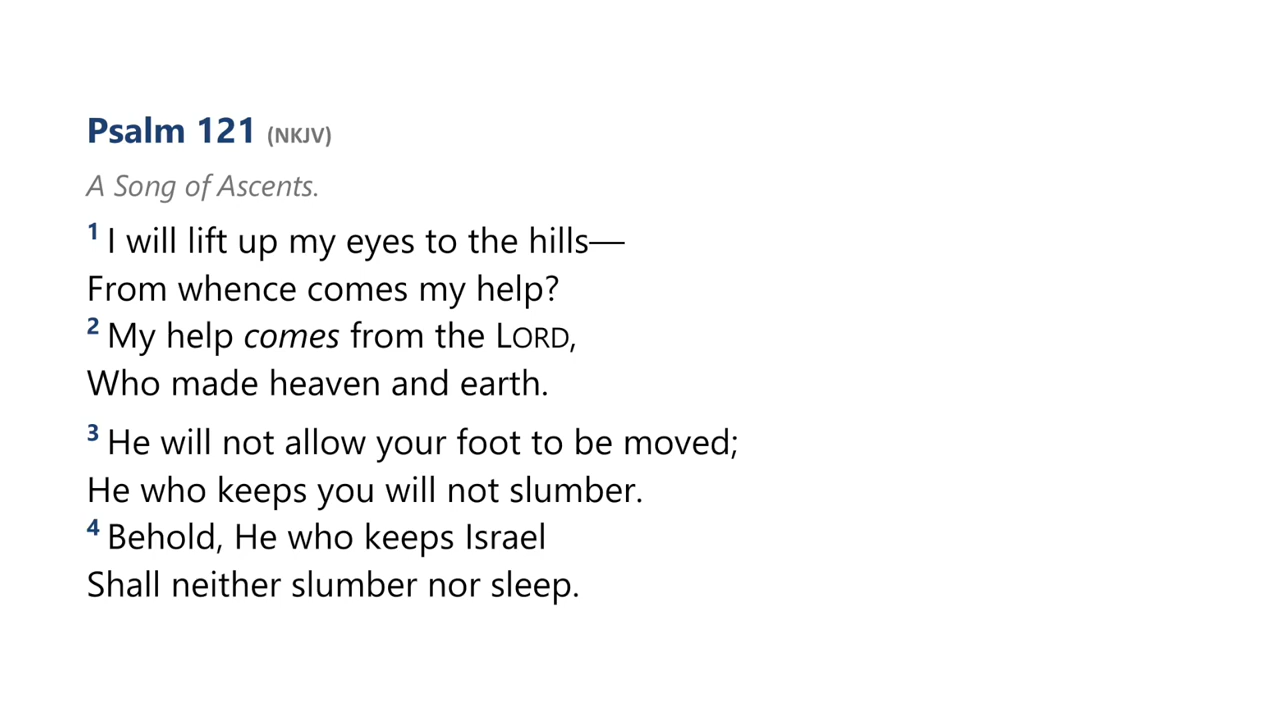 Psalm 121 (NKJV)
A Song of Ascents.
1 I will lift up my eyes to the hills—
From whence comes my help?
2 My help comes from the LORD,
Who made heaven and earth.
3 He will not allow your foot to be moved;
He who keeps you will not slumber.
4 Behold, He who keeps Israel
Shall neither slumber nor sleep.